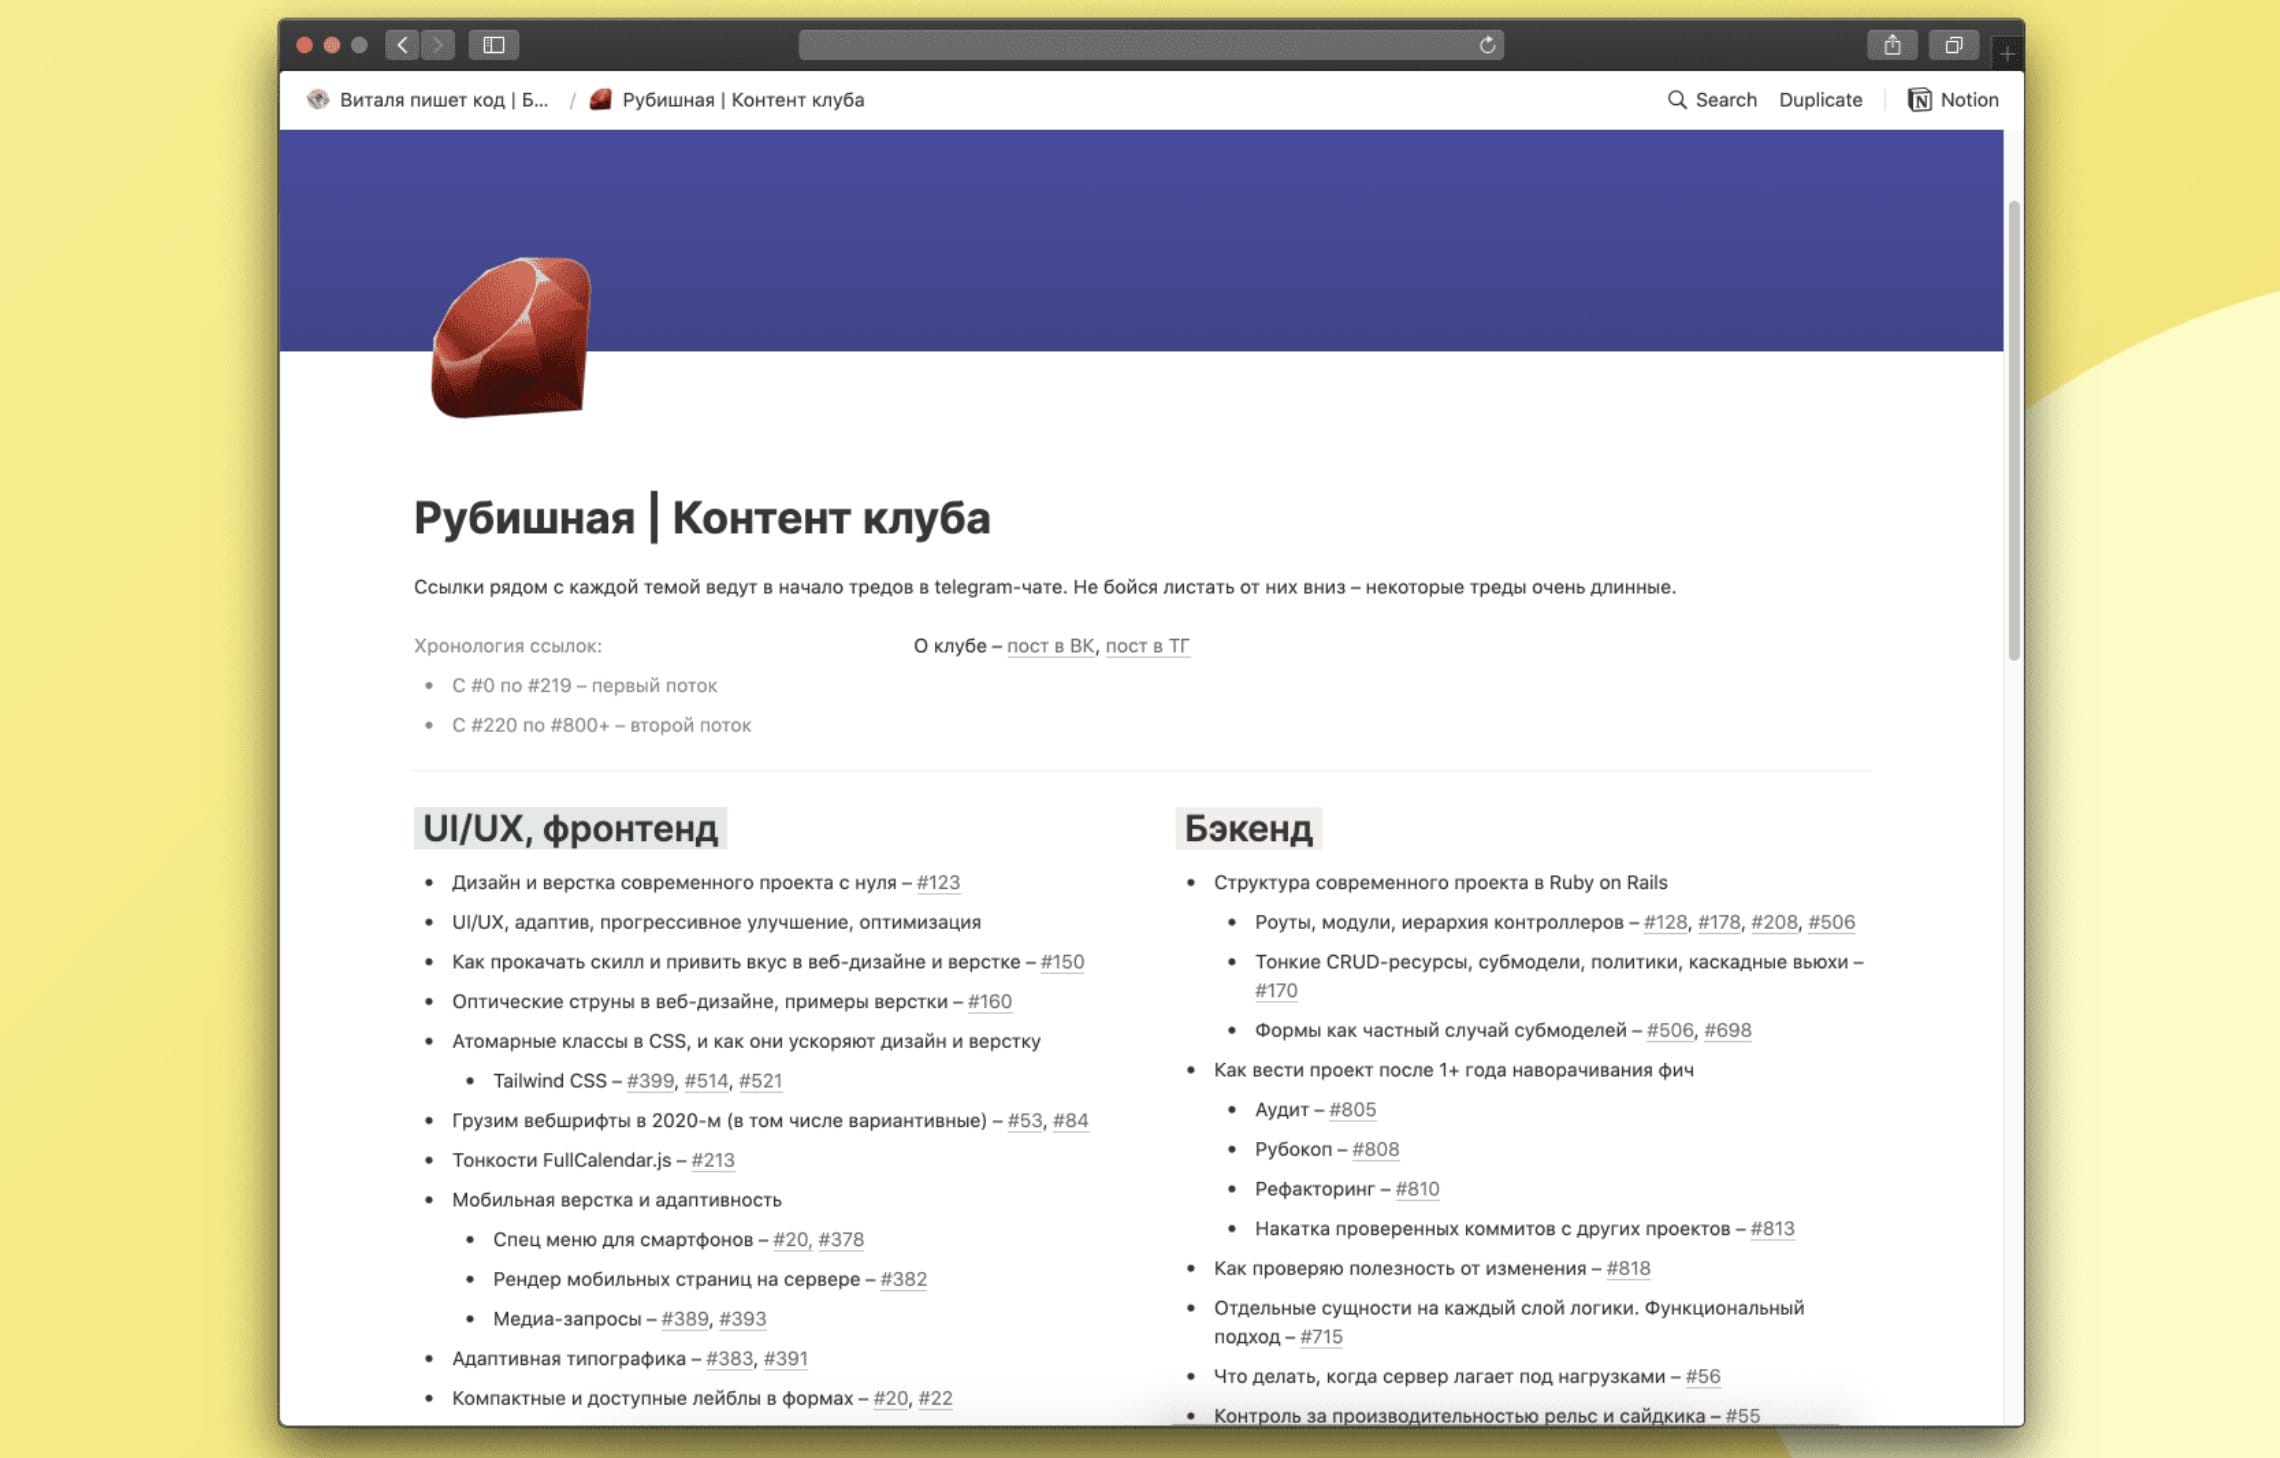 Виталя пишет код | Б... / Рубишная | Контент клуба
Search Duplicate Notion
Рубишная | Контент клуба
Ссылки рядом с каждой темой ведут в начало тредов в telegram-чате. Не бойся листать от них вниз – некоторые треды очень длинные.
Хронология ссылок:
• С #0 по #219 – первый поток
• С #220 по #800+ – второй поток
О клубе – пост в ВК, пост в ТГ
UI/UX, фронтенд
• Дизайн и верстка современного проекта с нуля – #123
• UI/UX, адаптив, прогрессивное улучшение, оптимизация
• Как прокачать скилл и привить вкус в веб-дизайне и верстке – #150
• Оптические струны в веб-дизайне, примеры верстки – #160
• Атомарные классы в CSS, и как они ускоряют дизайн и верстку
• Tailwind CSS – #399, #514, #521
• Грузим вебшрифты в 2020-м (в том числе вариантивные) – #53, #84
• Тонкости FullCalendar.js – #213
• Мобильная верстка и адаптивность
• Спец меню для смартфонов – #20, #378
• Рендер мобильных страниц на сервере – #382
• Медиа-запросы – #389, #393
• Адаптивная типографика – #383, #391
• Компактные и доступные лейблы в формах – #20, #22
Бэкенд
• Структура современного проекта в Ruby on Rails
• Роуты, модули, иерархия контроллеров – #128, #178, #208, #506
• Тонкие CRUD-ресурсы, субмодели, политики, каскадные вьюхи –
#170
• Формы как частный случай субмоделей – #506, #698
• Как вести проект после 1+ года наворачивания фич
• Аудит – #805
• Рубокоп – #808
• Рефакторинг – #810
• Накатка проверенных коммитов с других проектов – #813
• Как проверяю полезность от изменения – #818
• Отдельные сущности на каждый слой логики. Функциональный
подход – #715
• Что делать, когда сервер лагает под нагрузками – #56
• Контроль за производительностью рельс и сайдкика – #55